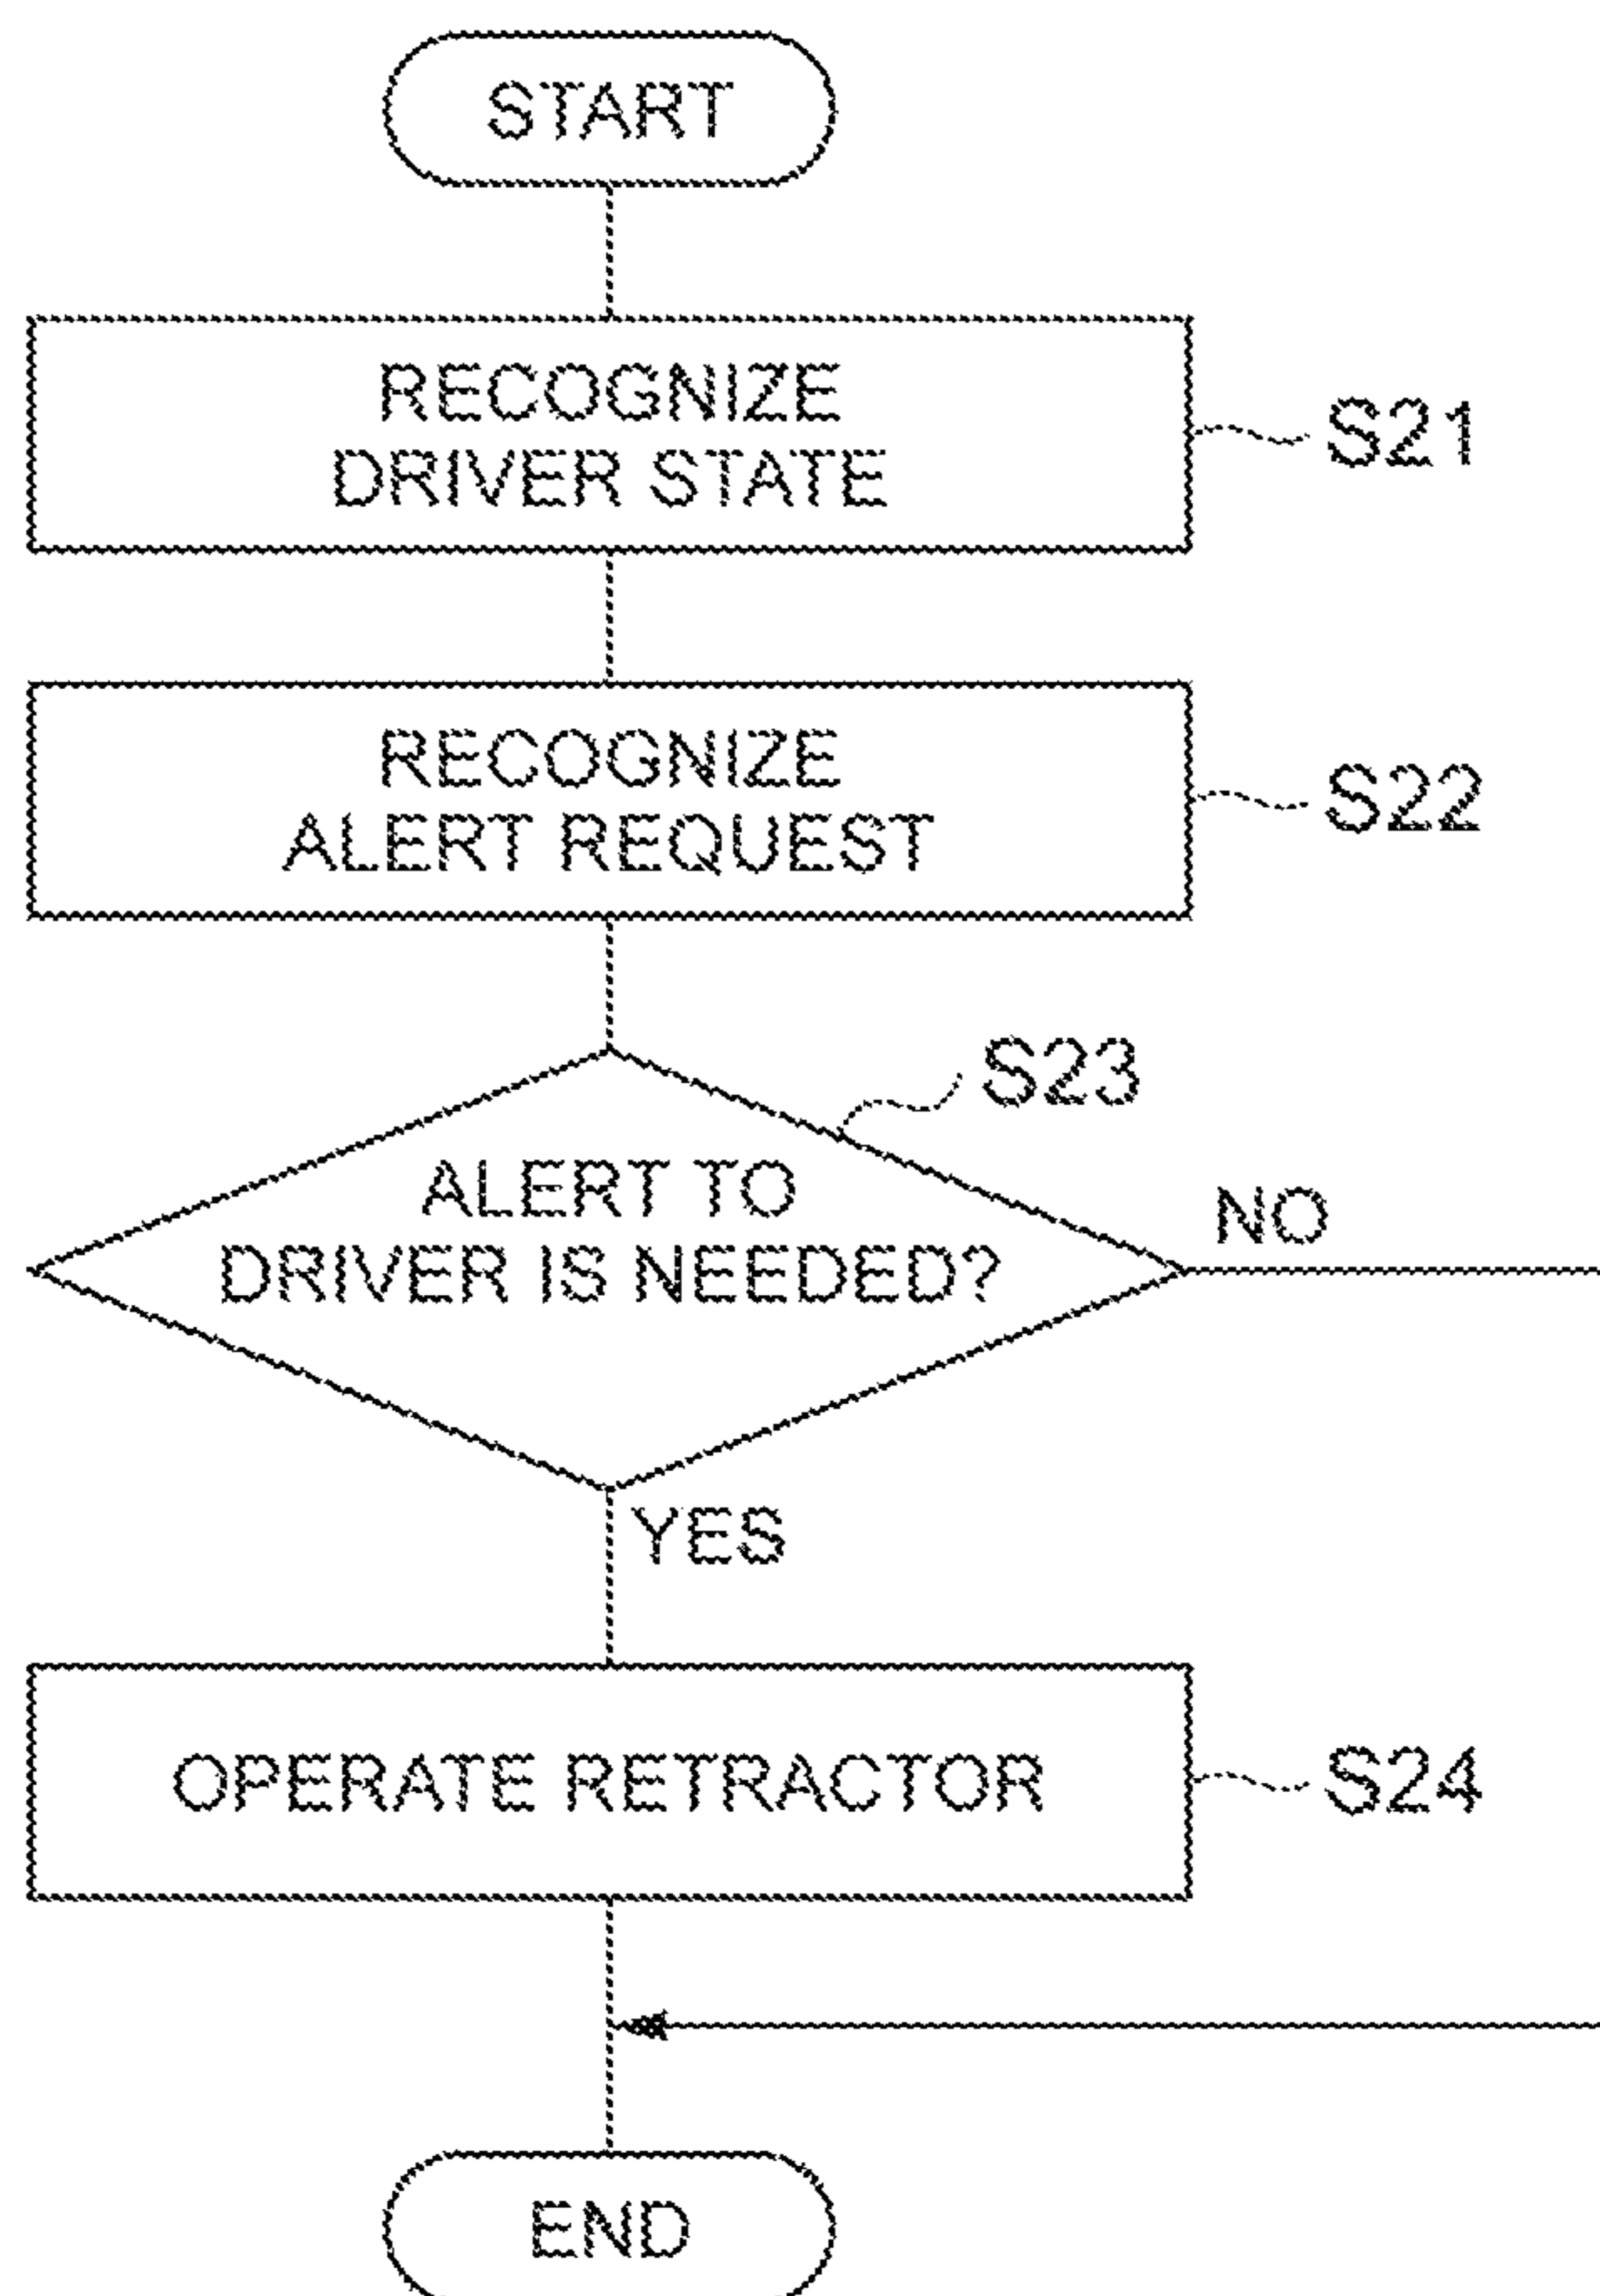 START
RECOGNIZE
DRIVER STATE
S21
RECOGNIZE
ALERT REQUEST
S22
S23
ALERT TO
DRIVER IS NEEDED?
NO
YES
OPERATE RETRACTOR
S24
END